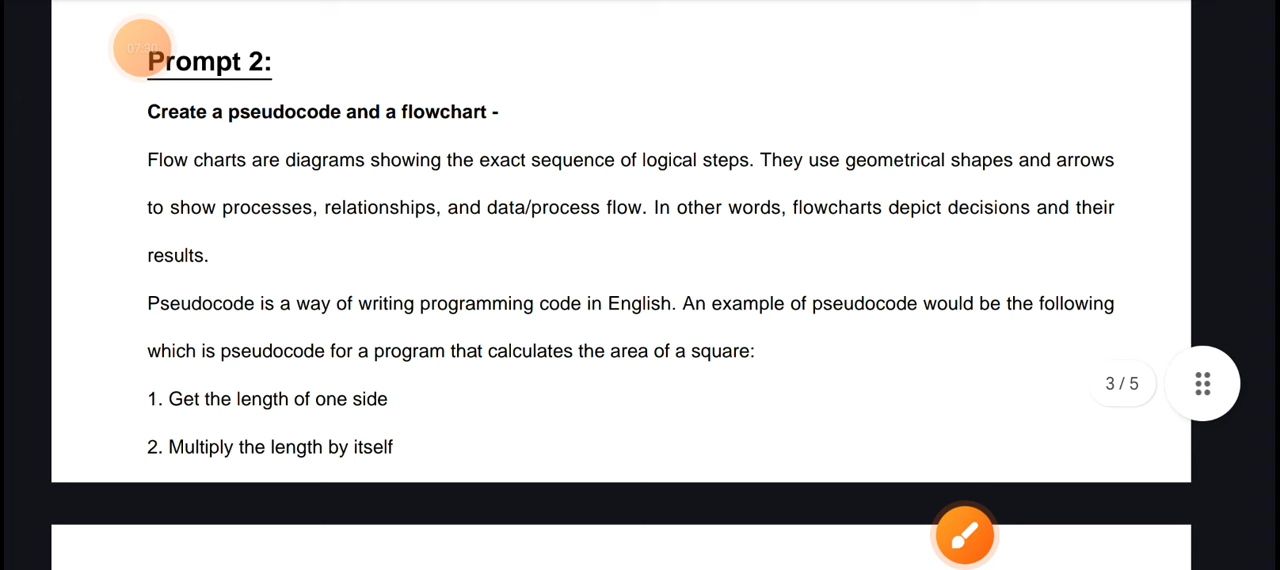 07:30
Prompt 2:
Create a pseudocode and a flowchart -
Flow charts are diagrams showing the exact sequence of logical steps. They use geometrical shapes and arrows
to show processes, relationships, and data/process flow. In other words, flowcharts depict decisions and their
results.
Pseudocode is a way of writing programming code in English. An example of pseudocode would be the following
which is pseudocode for a program that calculates the area of a square:
1. Get the length of one side
3 / 5
2. Multiply the length by itself